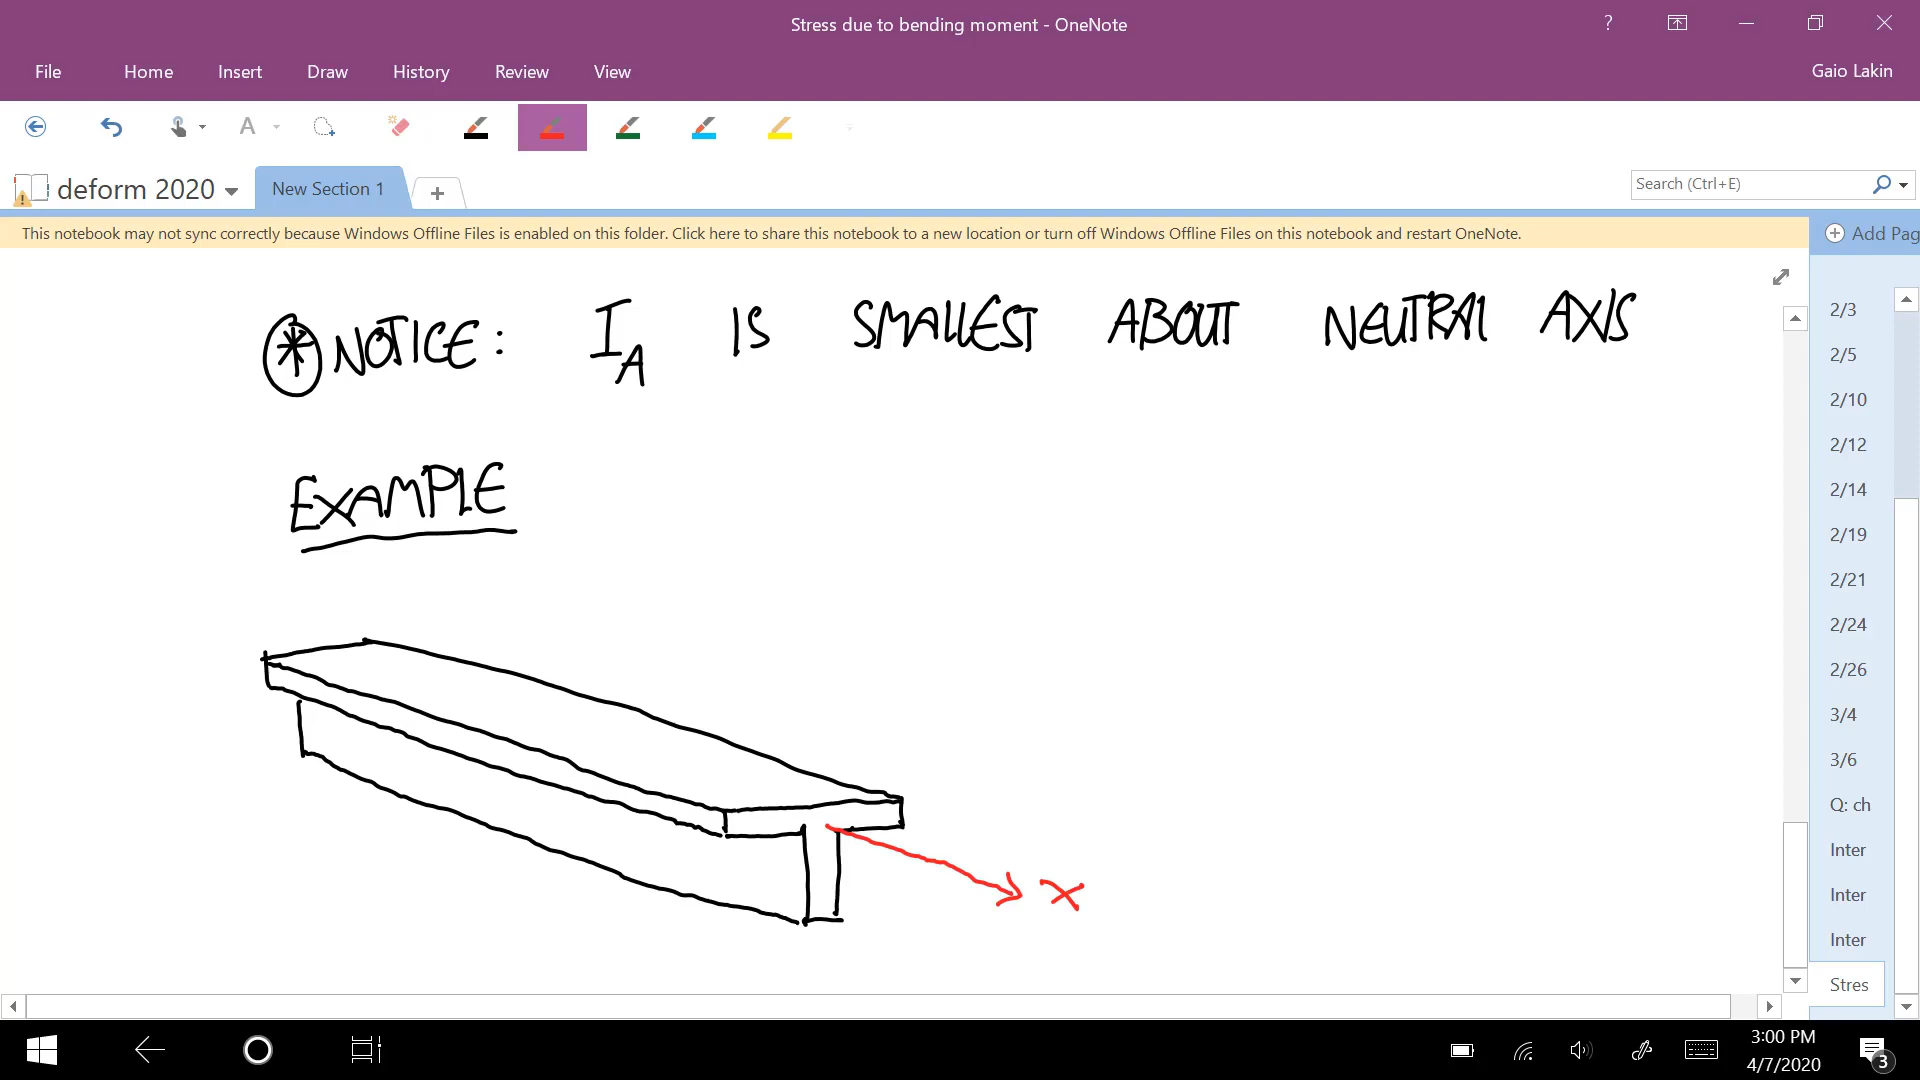 Stress due to bending moment - OneNote
?
File Home Insert Draw History Review View
Gaio Lakin
A
deform 2020
New Section 1
+
Search (Ctrl+E)
This notebook may not sync correctly because Windows Offline Files is enabled on this folder. Click here to share this notebook to a new location or turn off Windows Offline Files on this notebook and restart OneNote.
Add Pag
* NOTICE: I_A IS SMALLEST ABOUT NEUTRAL AXIS
EXAMPLE
X
2/3
2/5
2/10
2/12
2/14
2/19
2/21
2/24
2/26
3/4
3/6
Q: ch
Inter
Inter
Inter
Stres
3:00 PM
4/7/2020
3